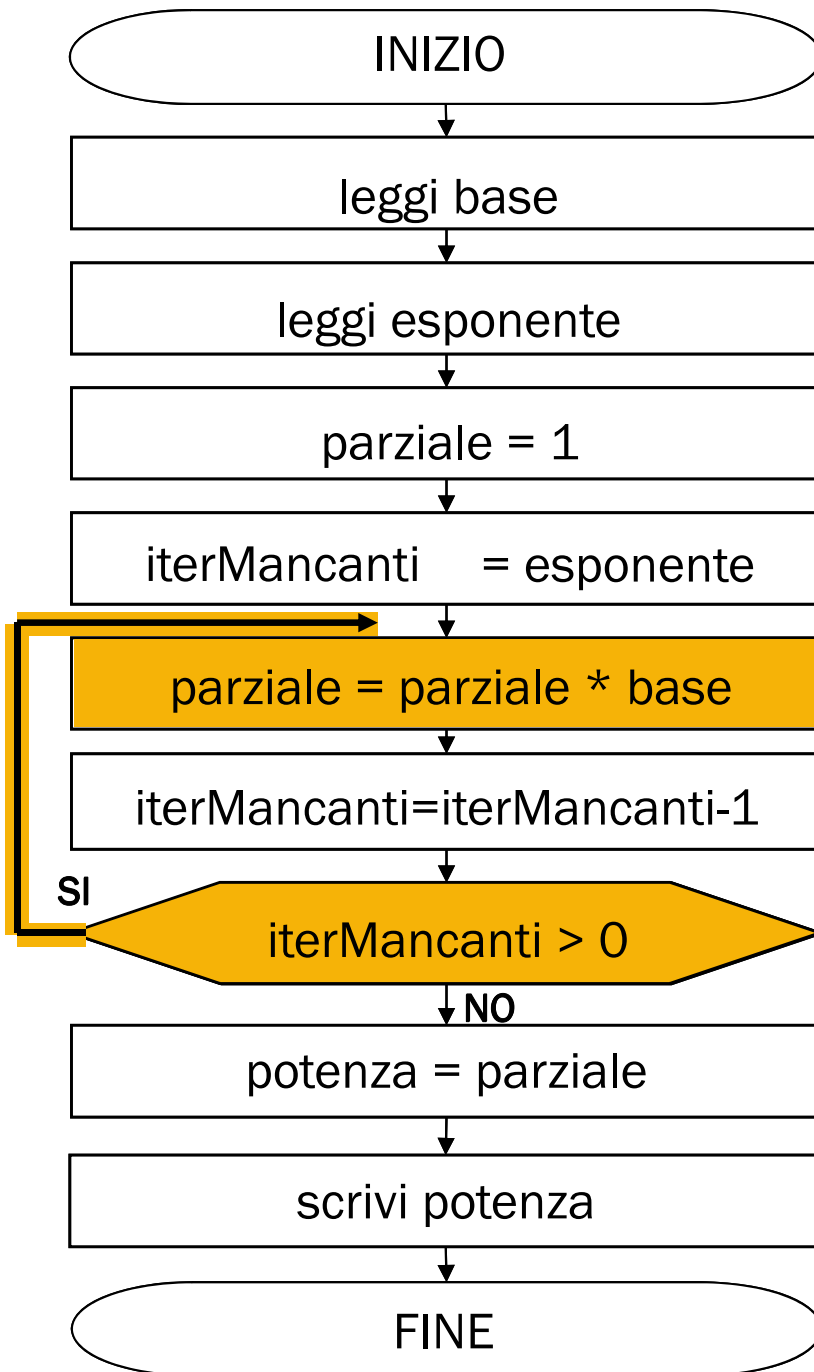 INIZIO
leggi base
leggi esponente
parziale = 1
iterMancanti = esponente
parziale = parziale * base
iterMancanti=iterMancanti-1
SI
iterMancanti > 0
NO
potenza = parziale
scrivi potenza
FINE